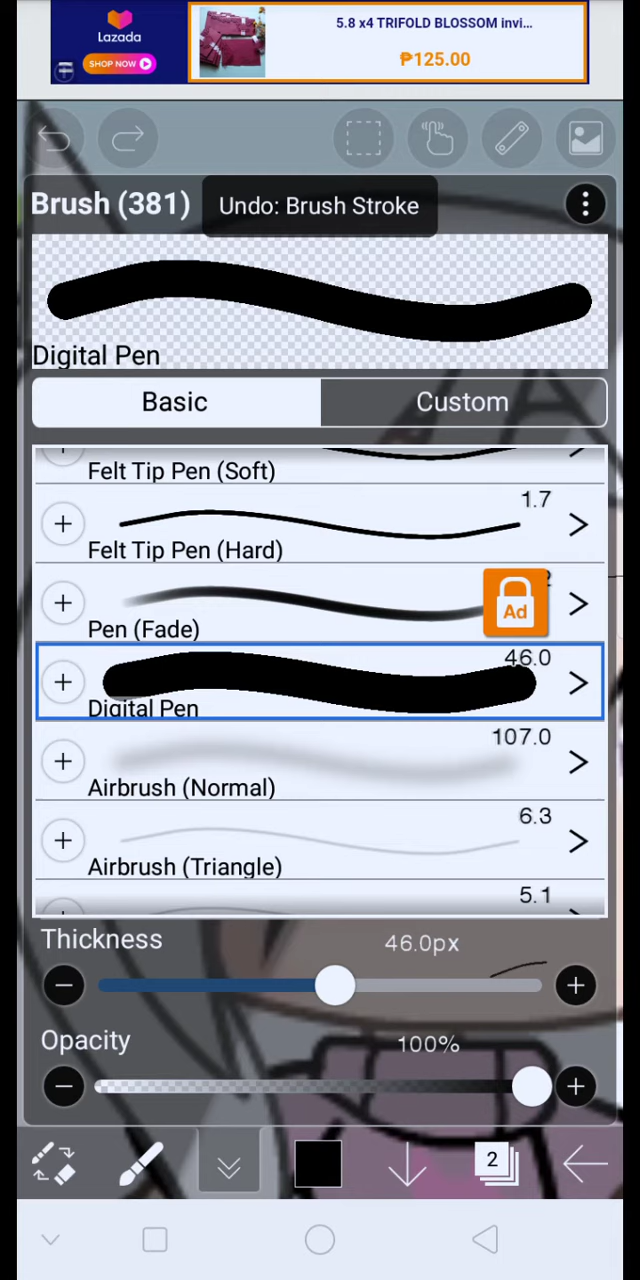 Lazada
SHOP NOW
5.8 x4 TRIFOLD BLOSSOM invi...
₱125.00
Brush (381)
Undo: Brush Stroke
Digital Pen
Basic
Custom
Felt Tip Pen (Soft)
1.7
Felt Tip Pen (Hard)
Ad
Pen (Fade)
46.0
Digital Pen
107.0
Airbrush (Normal)
6.3
Airbrush (Triangle)
5.1
Thickness
46.0px
Opacity
100%
2